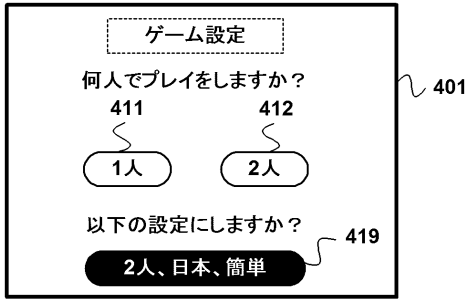 ゲーム設定
何人でプレイをしますか？
401
411
412
1人
2人
以下の設定にしますか？
419
2人、日本、簡単